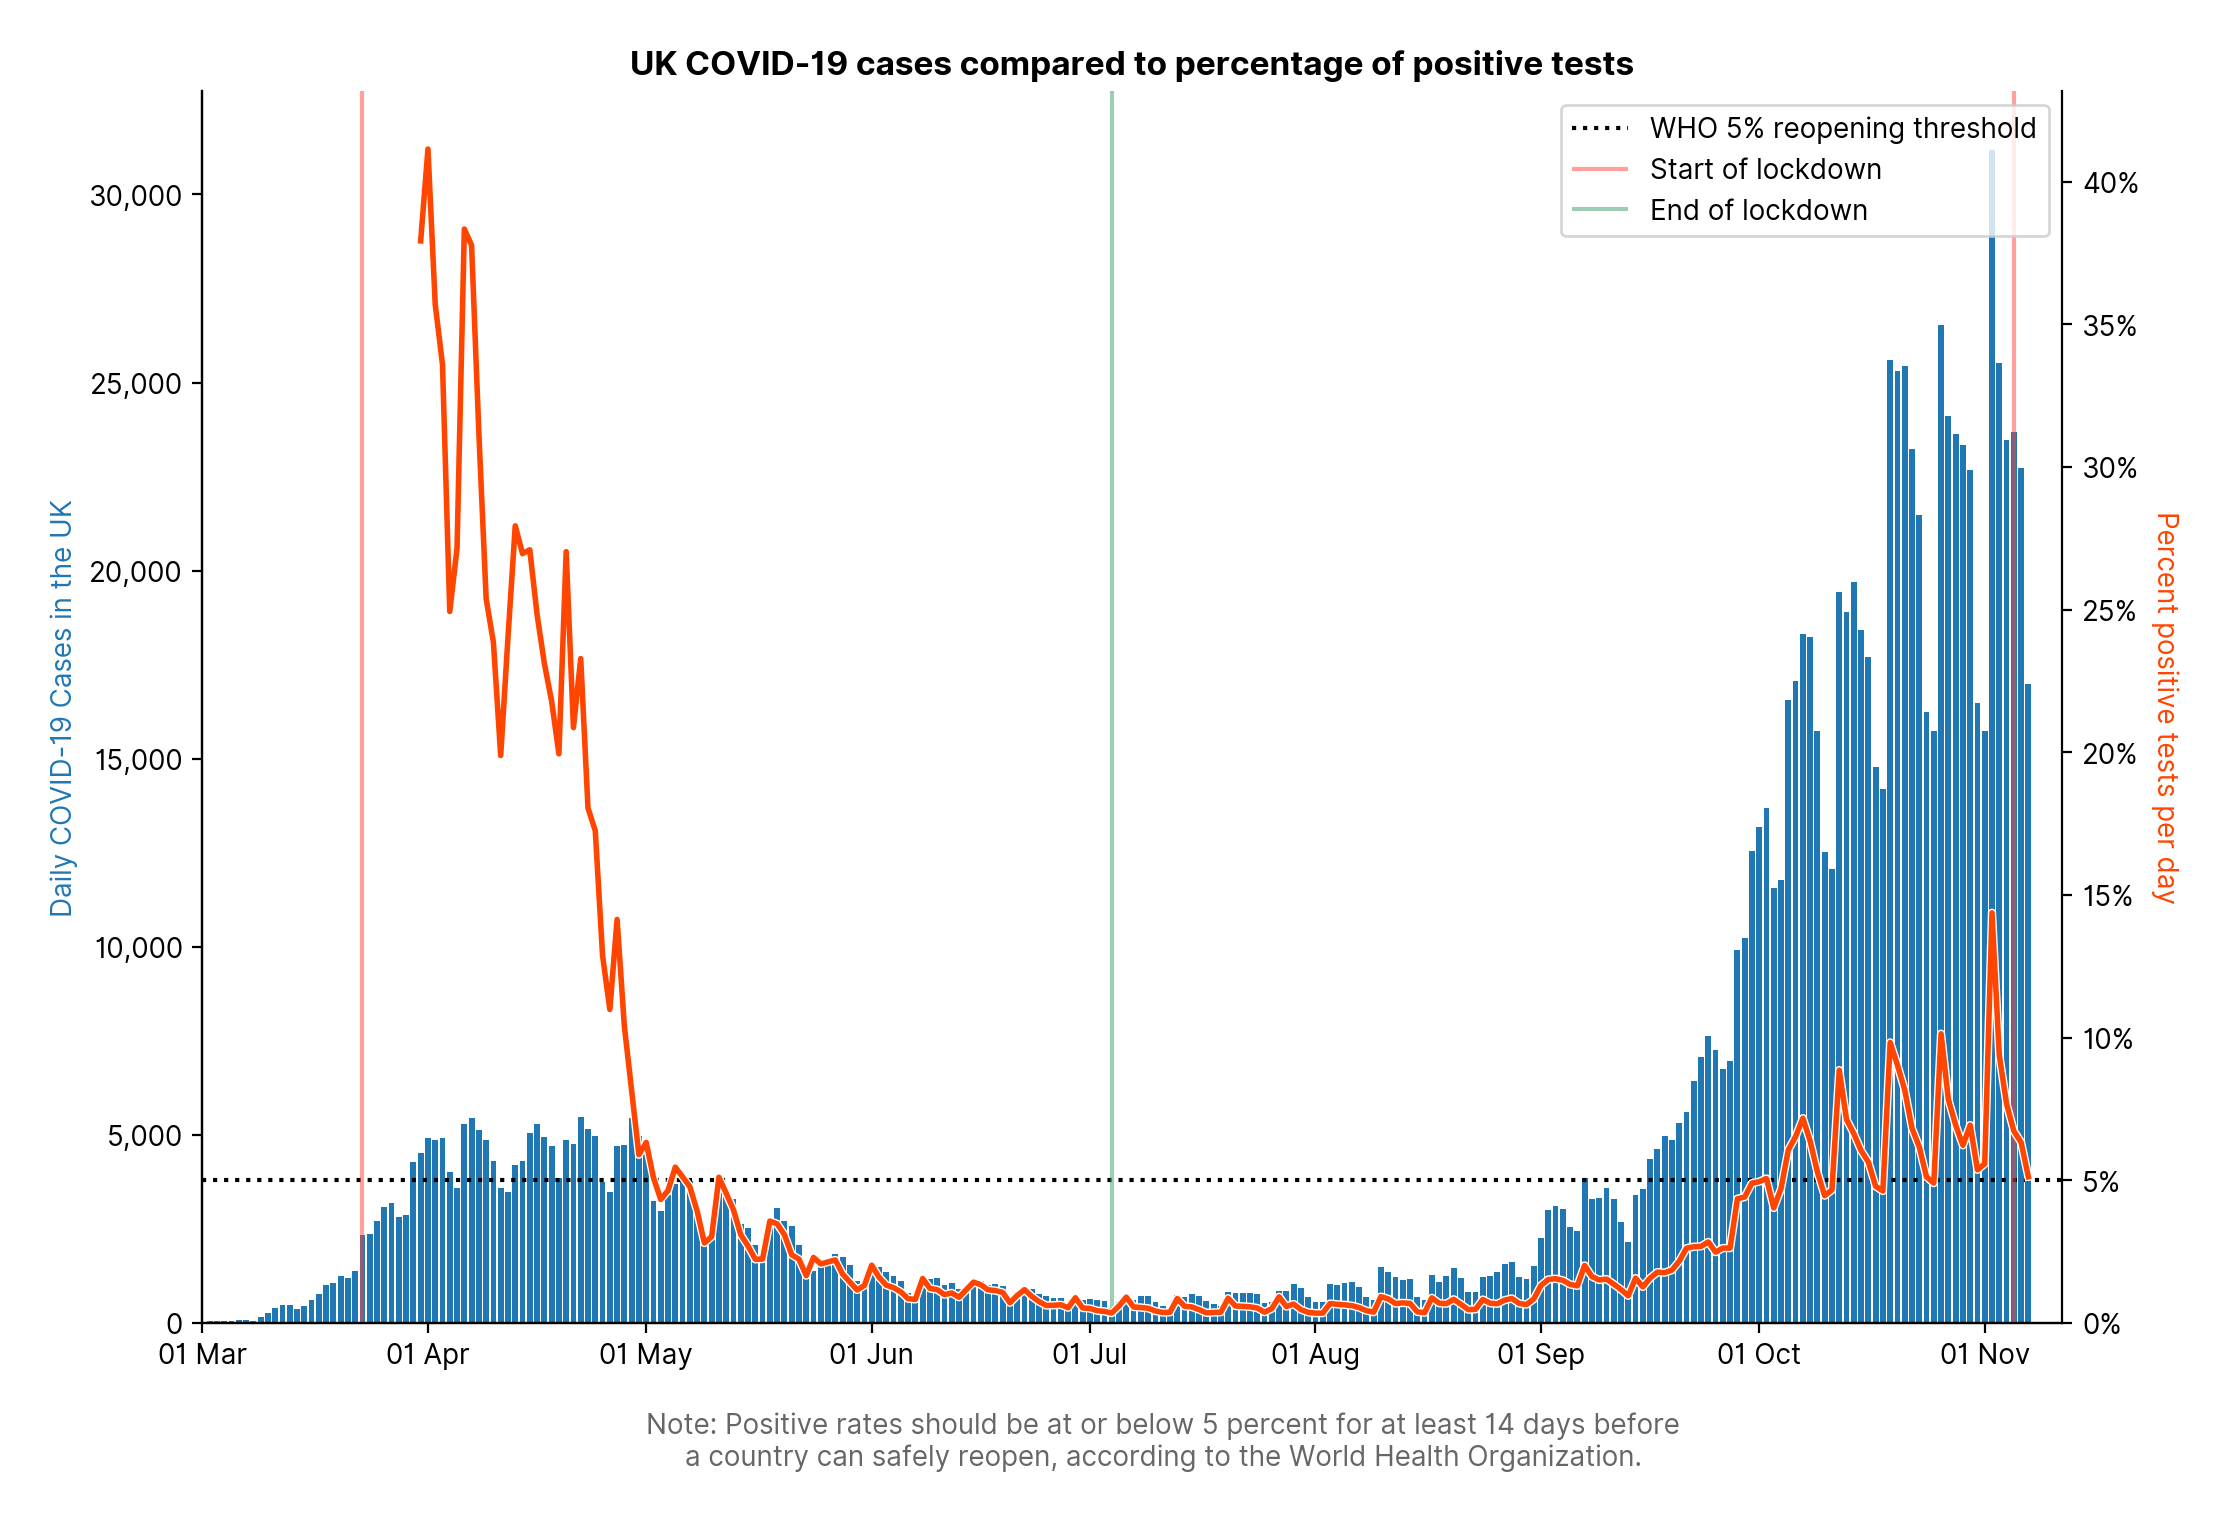 UK COVID-19 cases compared to percentage of positive tests
WHO 5% reopening threshold
Start of lockdown
End of lockdown
Daily COVID-19 Cases in the UK
30,000
25,000
20,000
15,000
10,000
5,000
0
40%
35%
30%
25%
20%
15%
10%
5%
0%
Percent positive tests per day
01 Mar
01 Apr
01 May
01 Jun
01 Jul
01 Aug
01 Sep
01 Oct
01 Nov
Note: Positive rates should be at or below 5 percent for at least 14 days before
a country can safely reopen, according to the World Health Organization.